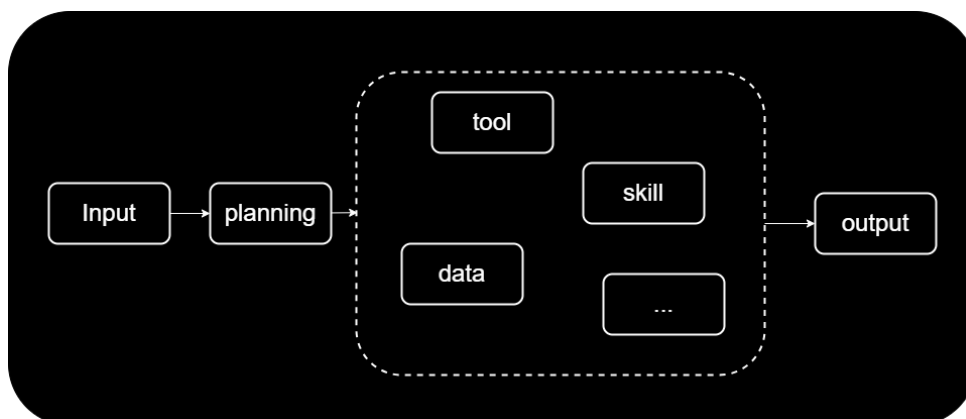 Input
planning
tool
skill
data
...
output